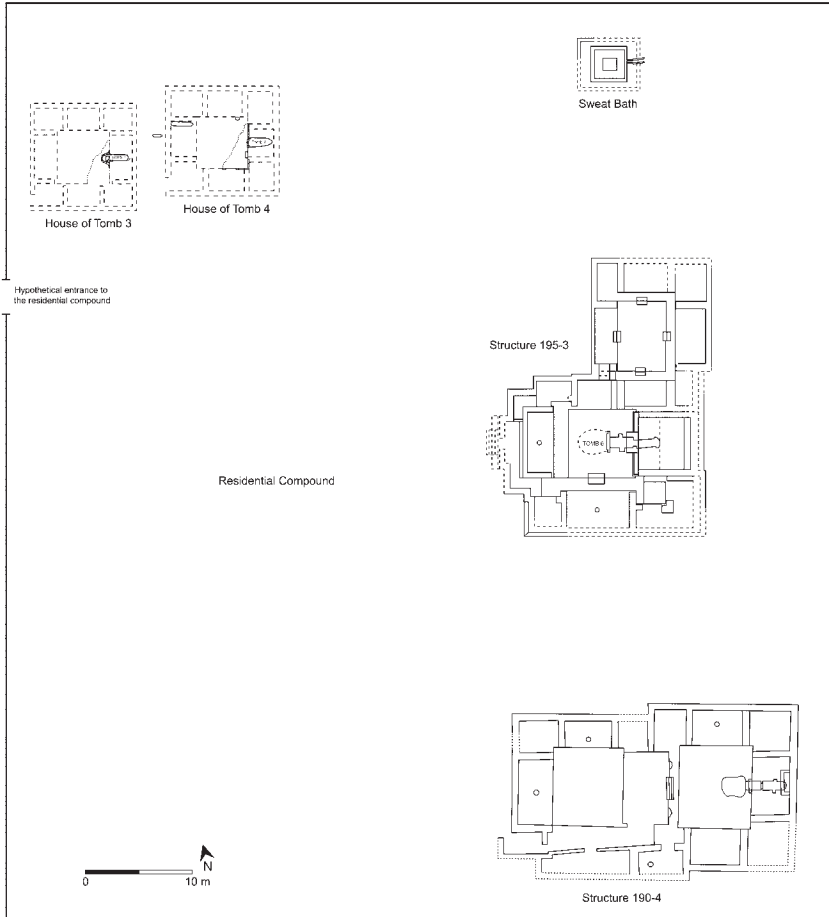 Sweat Bath
House of Tomb 3
House of Tomb 4
Hypothetical entrance to
the residential compound
Structure 195-3
TOMB 6
Residential Compound
N
0 10 m
Structure 190-4